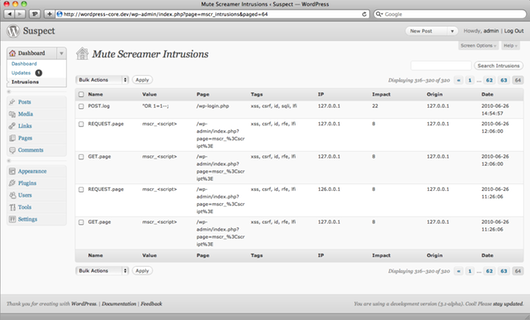 Mute Screamer Intrusions ‹ Suspect — WordPress
http://wordpress-core.dev/wp-admin/index.php?page=mscr_intrusions&paged=64
Google
Suspect
New Post
Howdy, admin | Log Out
Screen Options
Help
Dashboard
Dashboard
Updates
Intrusions
Posts
Media
Links
Pages
Comments
Appearance
Plugins
Users
Tools
Settings
Mute Screamer Intrusions
Search Intrusions
Bulk Actions
Apply
Displaying 316–320 of 320 « 1 ... 62 63 64
Name Value Page Tags IP Impact Origin Date
POST.log "OR 1=1--; /wp-login.php xss, csrf, id, sqli, lfi 127.0.0.1 22 127.0.0.1 2010-06-26
14:54:57
REQUEST.page mscr_<script> /wp- xss, csrf, id, rfe, lfi 127.0.0.1 8 127.0.0.1 2010-06-26
admin/index.php? 12:06:00
page=mscr_%3Cscr
ipt%3E
GET.page mscr_<script> /wp- xss, csrf, id, rfe, lfi 127.0.0.1 8 127.0.0.1 2010-06-26
admin/index.php? 12:06:00
page=mscr_%3Cscr
ipt%3E
REQUEST.page mscr_<script> /wp- xss, csrf, id, rfe, lfi 126.0.0.1 8 127.0.0.1 2010-06-26
admin/index.php? 11:26:06
page=mscr_%3Cscr
ipt%3E
GET.page mscr_<script> /wp- xss, csrf, id, rfe, lfi 127.0.0.1 8 127.0.0.1 2010-06-26
admin/index.php? 11:26:06
page=mscr_%3Cscr
ipt%3E
Name Value Page Tags IP Impact Origin Date
Bulk Actions
Apply
Displaying 316–320 of 320 « 1 ... 62 63 64
Thank you for creating with WordPress. | Documentation | Feedback
You are using a development version (3.0-alpha). Cool! Please stay updated.